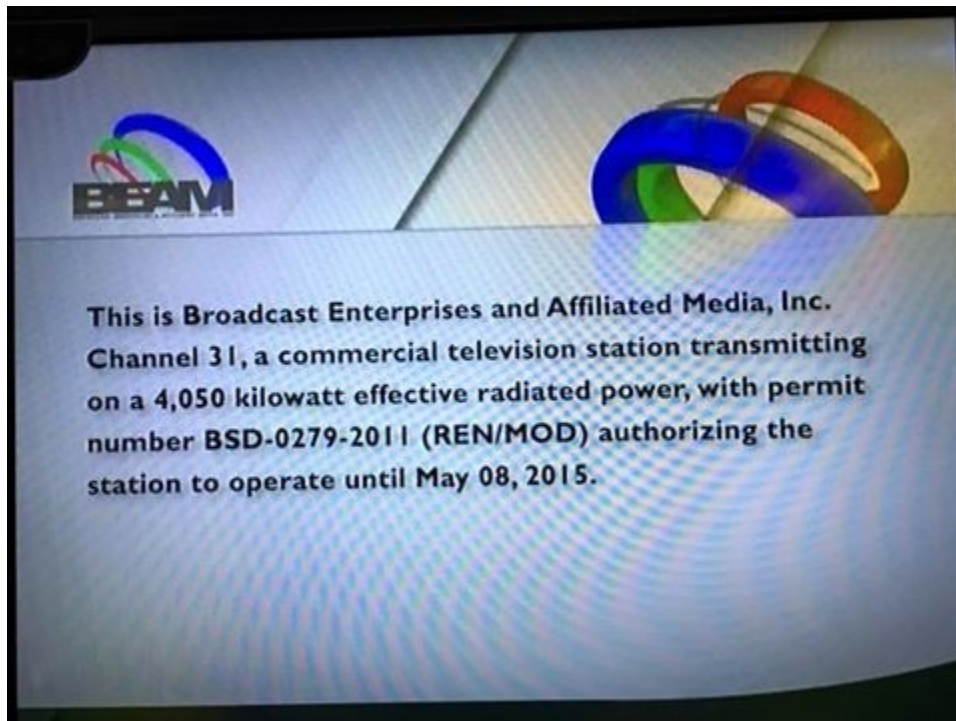 BEAM
This is Broadcast Enterprises and Affiliated Media, Inc.
Channel 31, a commercial television station transmitting
on a 4,050 kilowatt effective radiated power, with permit
number BSD-0279-2011 (REN/MOD) authorizing the
station to operate until May 08, 2015.